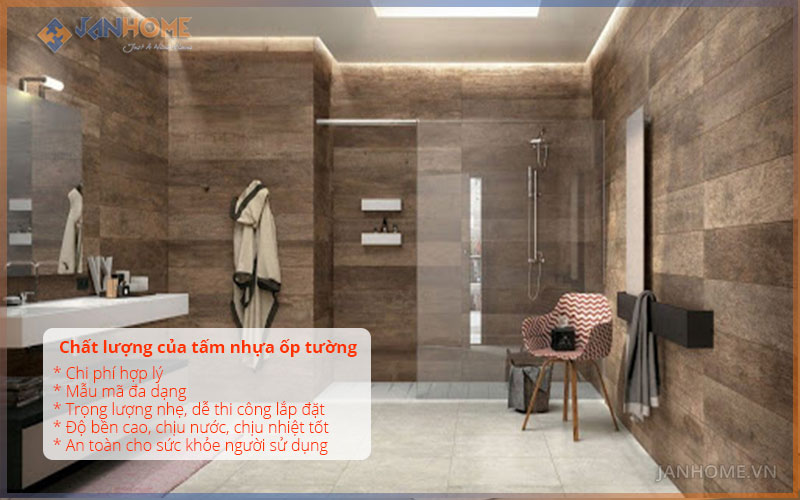 JANHOME
Chất lượng của tấm nhựa ốp tường
* Chi phí hợp lý
* Mẫu mã đa dạng
* Trọng lượng nhẹ, dễ thi công lắp đặt
* Độ bền cao, chịu nước, chịu nhiệt tốt
* An toàn cho sức khỏe người sử dụng
JANHOME.VN